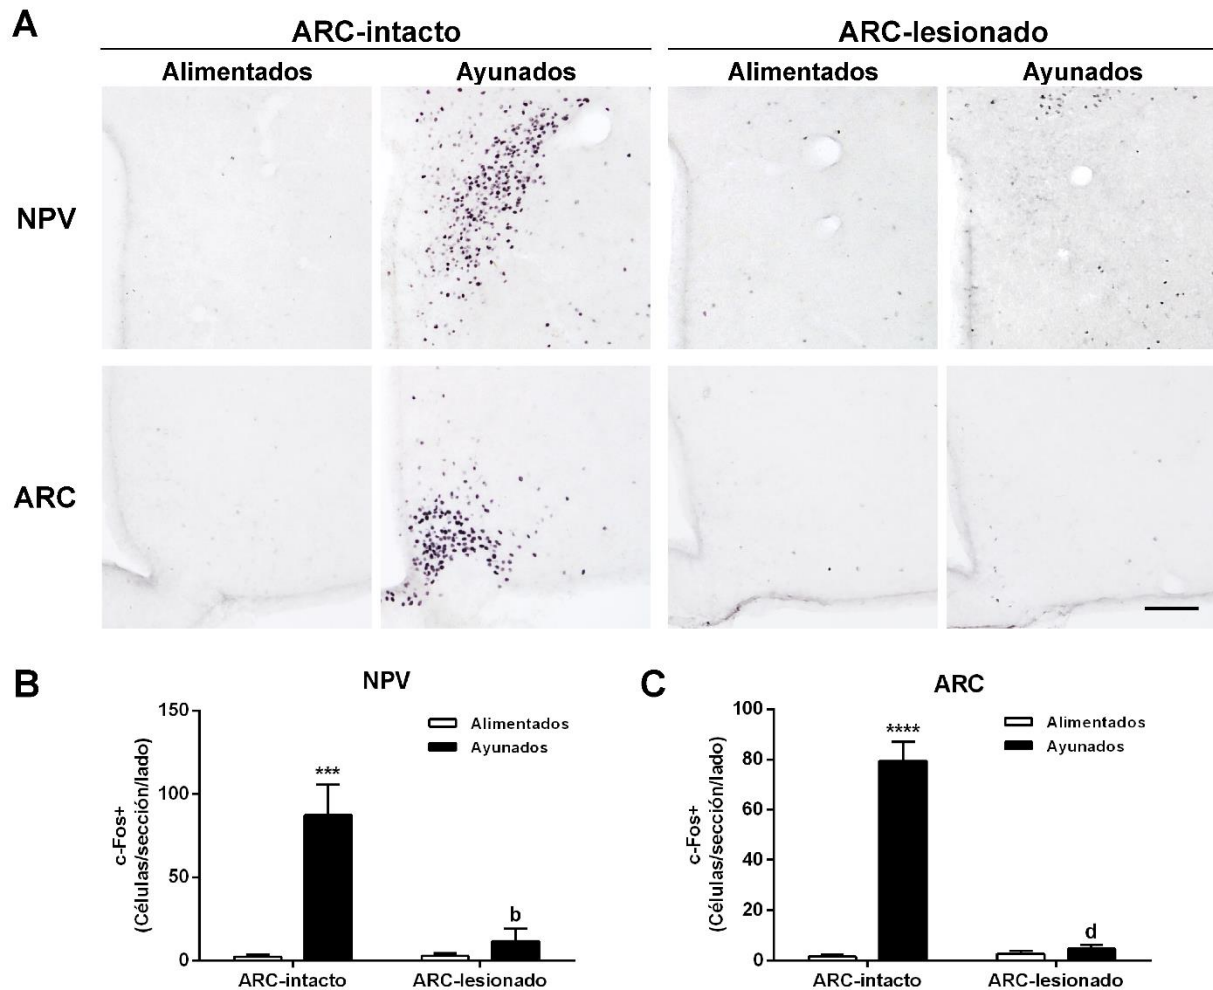 A
ARC-intacto
ARC-lesionado
Alimentados
Ayunados
Alimentados
Ayunados
NPV
ARC
B
NPV
150
100
50
0
c-Fos+
(Células/sección/lado)
Alimentados
Ayunados
***
b
ARC-intacto
ARC-lesionado
C
ARC
100
80
60
40
20
0
c-Fos+
(Células/sección/lado)
Alimentados
Ayunados
****
d
ARC-intacto
ARC-lesionado